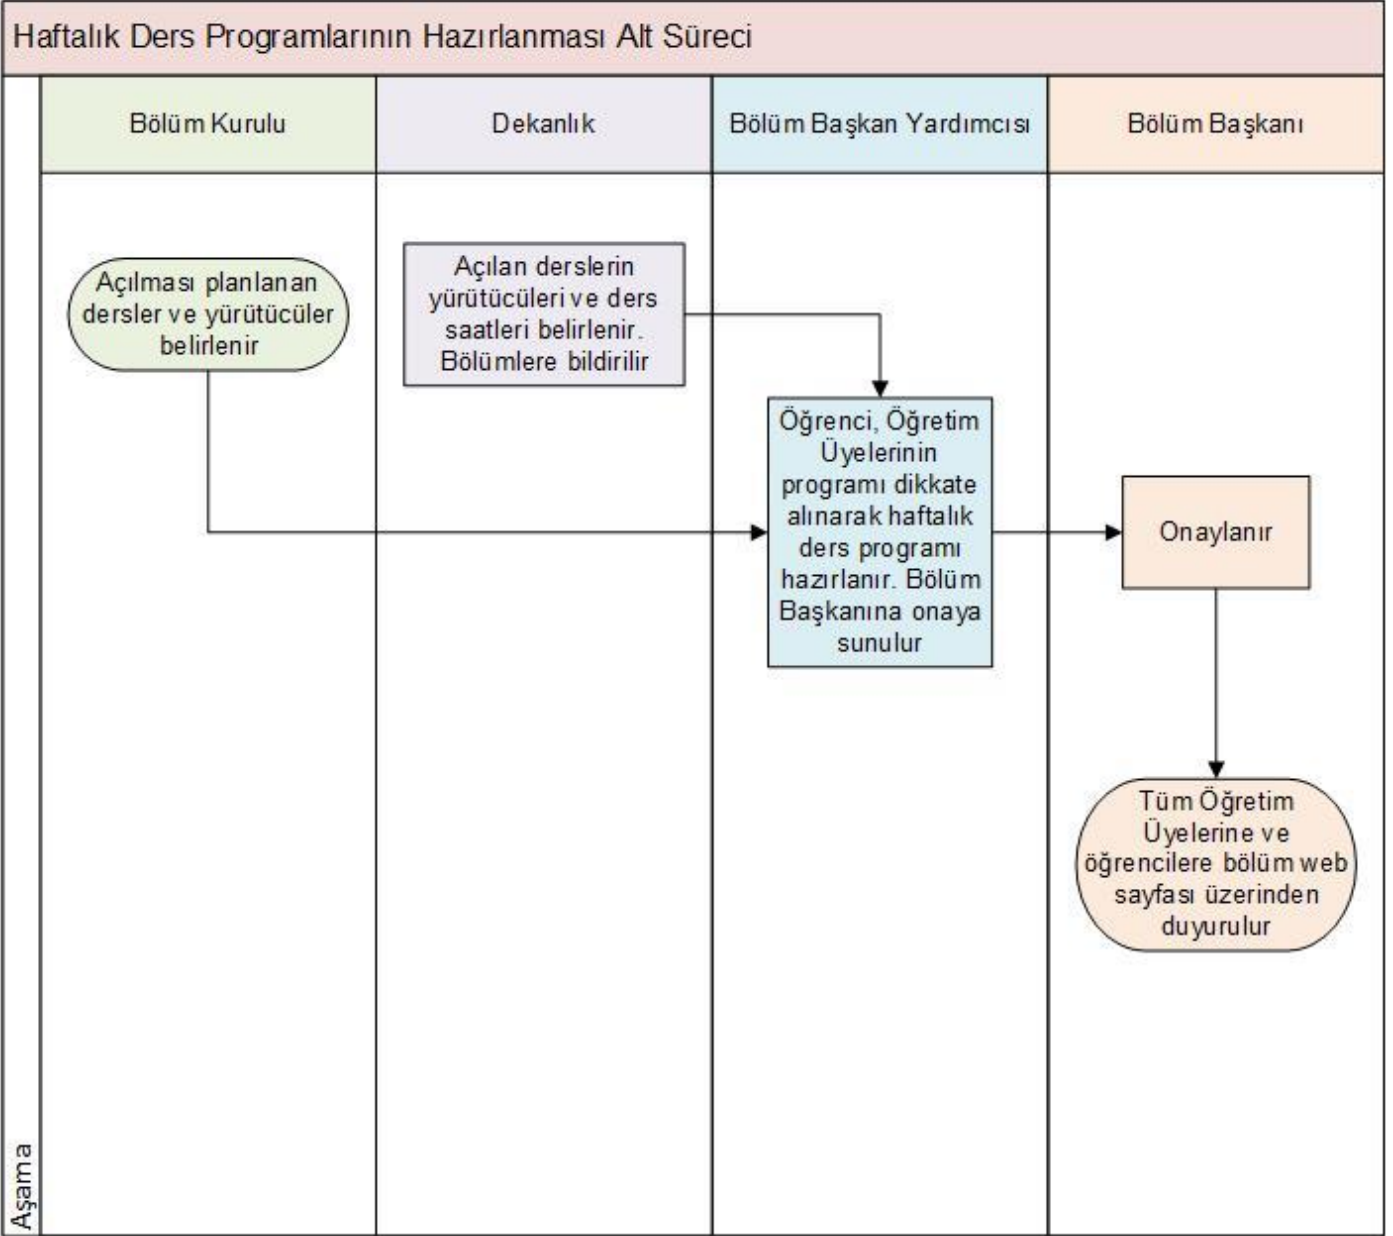 Haftalık Ders Programlarının Hazırlanması Alt Süreci
Bölüm Kurulu
Dekanlık
Bölüm Başkan Yardımcısı
Bölüm Başkanı
Açılması planlanan
dersler ve yürütücüler
belirlenir
Açılan derslerin
yürütücüleri ve ders
saatleri belirlenir.
Bölümlere bildirilir
Öğrenci, Öğretim
Üyelerinin
programı dikkate
alınarak haftalık
ders programı
hazırlanır. Bölüm
Başkanına onaya
sunulur
Onaylanır
Tüm Öğretim
Üyelerine ve
öğrencilere bölüm web
sayfası üzerinden
duyurulur
Aşama